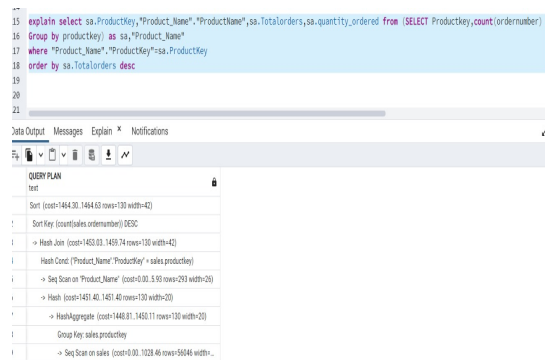 15 explain select sa.ProductKey,"Product_Name"."ProductName",sa.Totalorders,sa.quantity_ordered from (SELECT Productkey,count(ordernumber)
16 Group by productkey) as sa,"Product_Name"
17 where "Product_Name"."ProductKey"=sa.ProductKey
18 order by sa.Totalorders desc
19
20
21
Data Output Messages Explain × Notifications
QUERY PLAN
text
Sort (cost=1464.30..1464.63 rows=130 width=42)
Sort Key: (count(sales.ordernumber)) DESC
-> Hash Join (cost=1453.03..1459.74 rows=130 width=42)
Hash Cond: ("Product_Name"."ProductKey" = sales.productkey)
-> Seq Scan on "Product_Name" (cost=0.00..5.93 rows=293 width=26)
-> Hash (cost=1451.40..1451.40 rows=130 width=20)
-> HashAggregate (cost=1448.81..1450.11 rows=130 width=20)
Group Key: sales.productkey
-> Seq Scan on sales (cost=0.00..1028.46 rows=56046 width=...